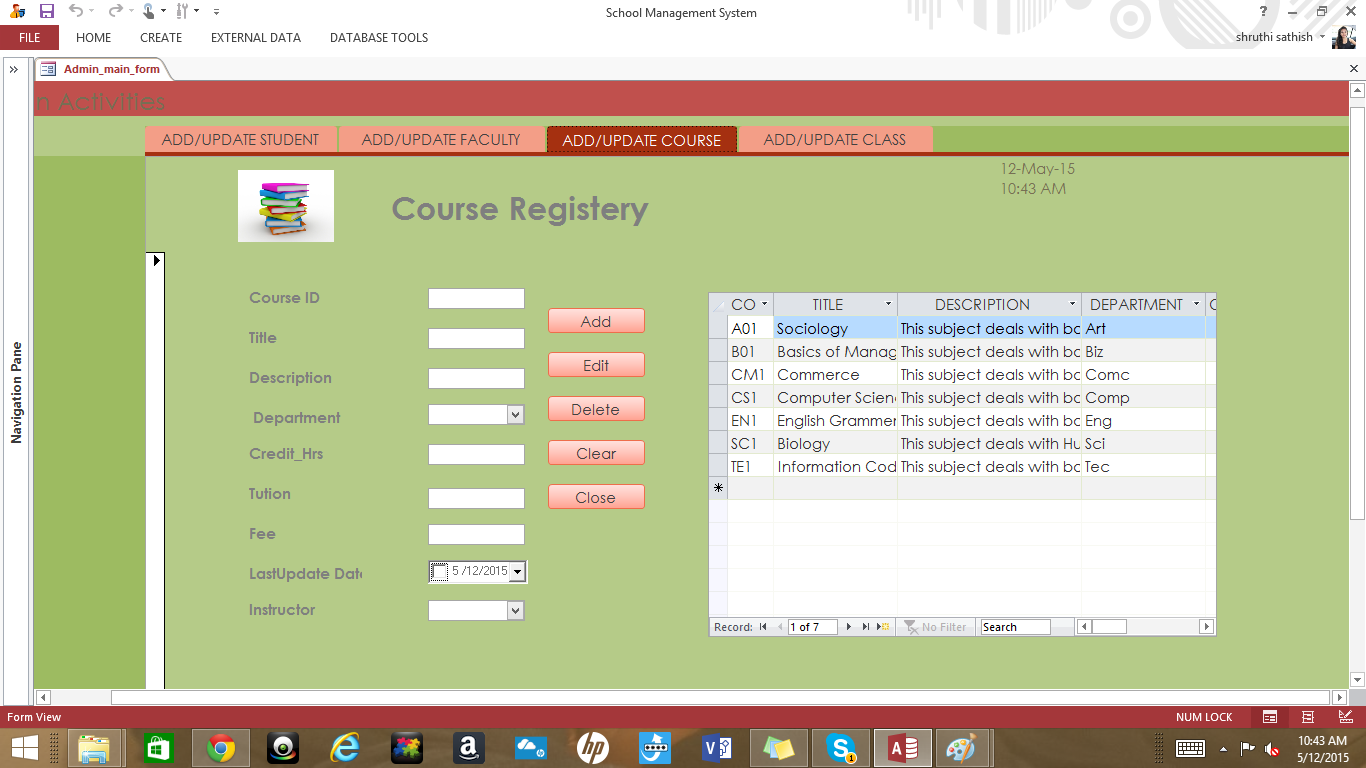 School Management System
?
FILE HOME CREATE EXTERNAL DATA DATABASE TOOLS
shruthi sathish
Admin_main_form
n Activities
ADD/UPDATE STUDENT ADD/UPDATE FACULTY ADD/UPDATE COURSE ADD/UPDATE CLASS
12-May-15
10:43 AM
Course Registery
Navigation Pane
Course ID
Title
Description
Department
Credit_Hrs
Tution
Fee
LastUpdate Date
5 /12/2015
Instructor
Add
Edit
Delete
Clear
Close
CO TITLE DESCRIPTION DEPARTMENT C
A01 Sociology This subject deals with bo Art
B01 Basics of Manag This subject deals with bo Biz
CM1 Commerce This subject deals with bo Comc
CS1 Computer Scien This subject deals with bo Comp
EN1 English Grammer This subject deals with bo Eng
SC1 Biology This subject deals with Hu Sci
TE1 Information Cod This subject deals with bo Tec
Record: 1 of 7 No Filter Search
Form View
NUM LOCK
10:43 AM
5/12/2015